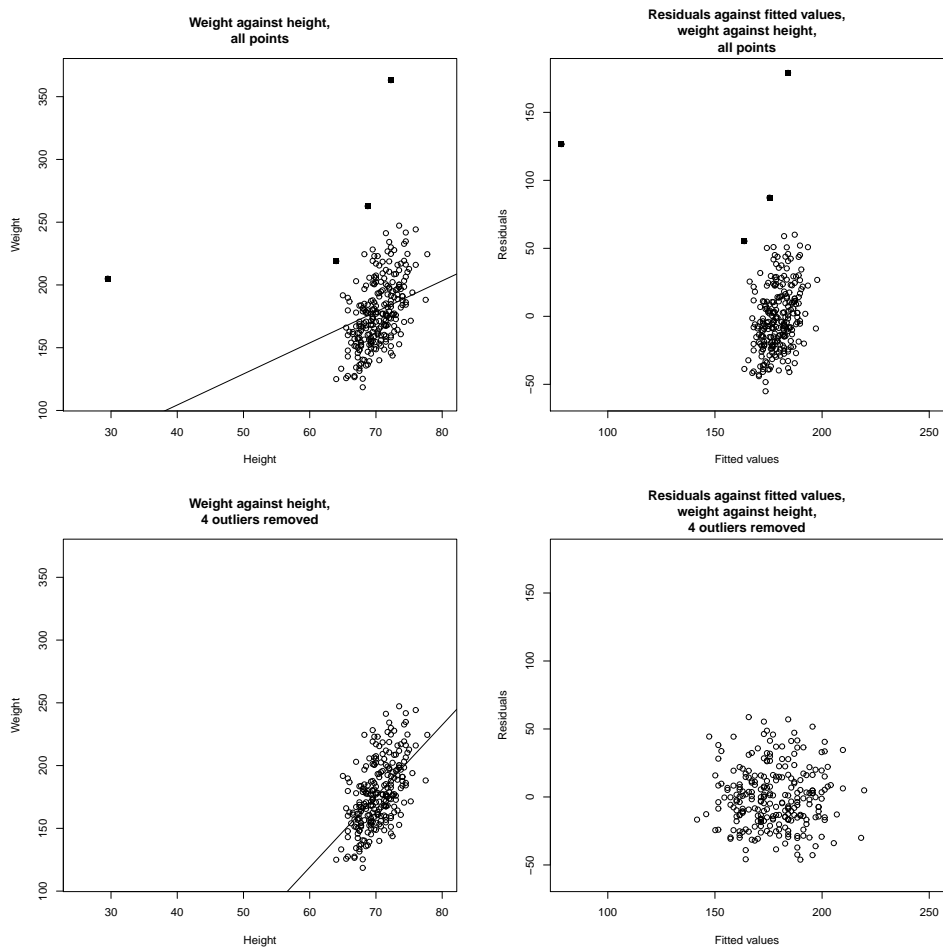 Weight against height,
all points
350
300
250
200
150
100
Weight
30 40 50 60 70 80
Height
Residuals against fitted values,
weight against height,
all points
150
100
50
0
−50
Residuals
100 150 200 250
Fitted values
Weight against height,
4 outliers removed
350
300
250
200
150
100
Weight
30 40 50 60 70 80
Height
Residuals against fitted values,
weight against height,
4 outliers removed
150
100
50
0
−50
Residuals
100 150 200 250
Fitted values